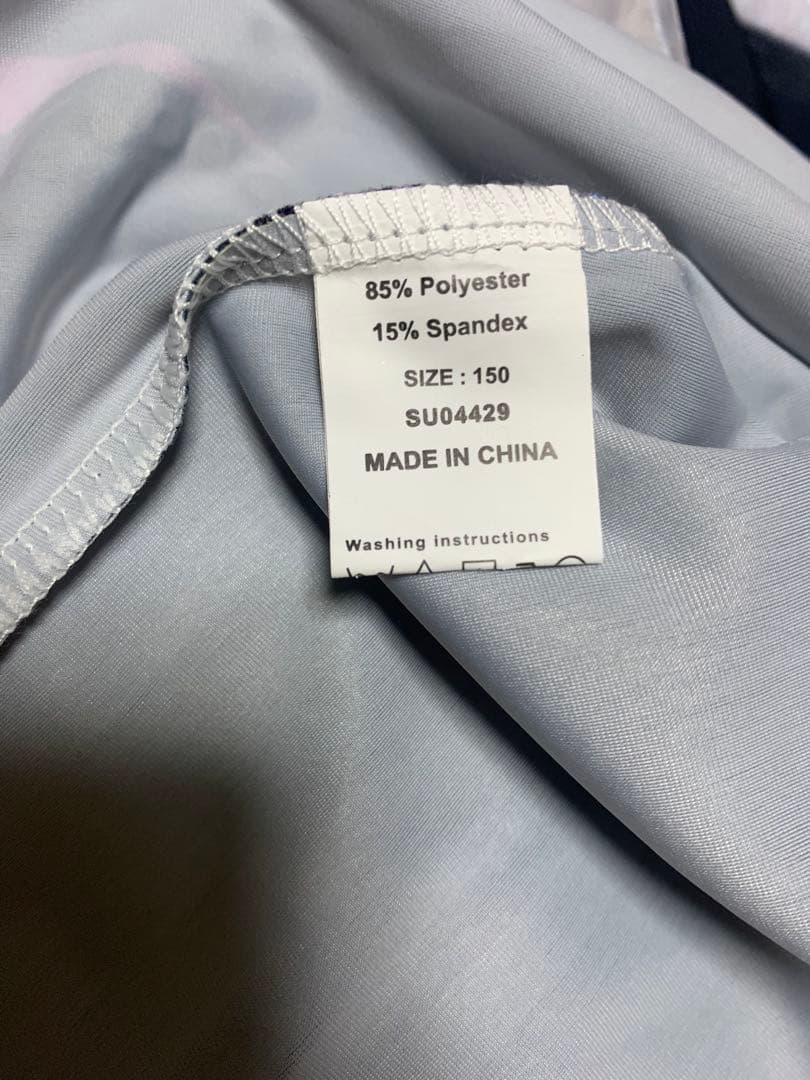 85% Polyester
15% Spandex
SIZE : 150
SU04429
MADE IN CHINA
Washing instructions